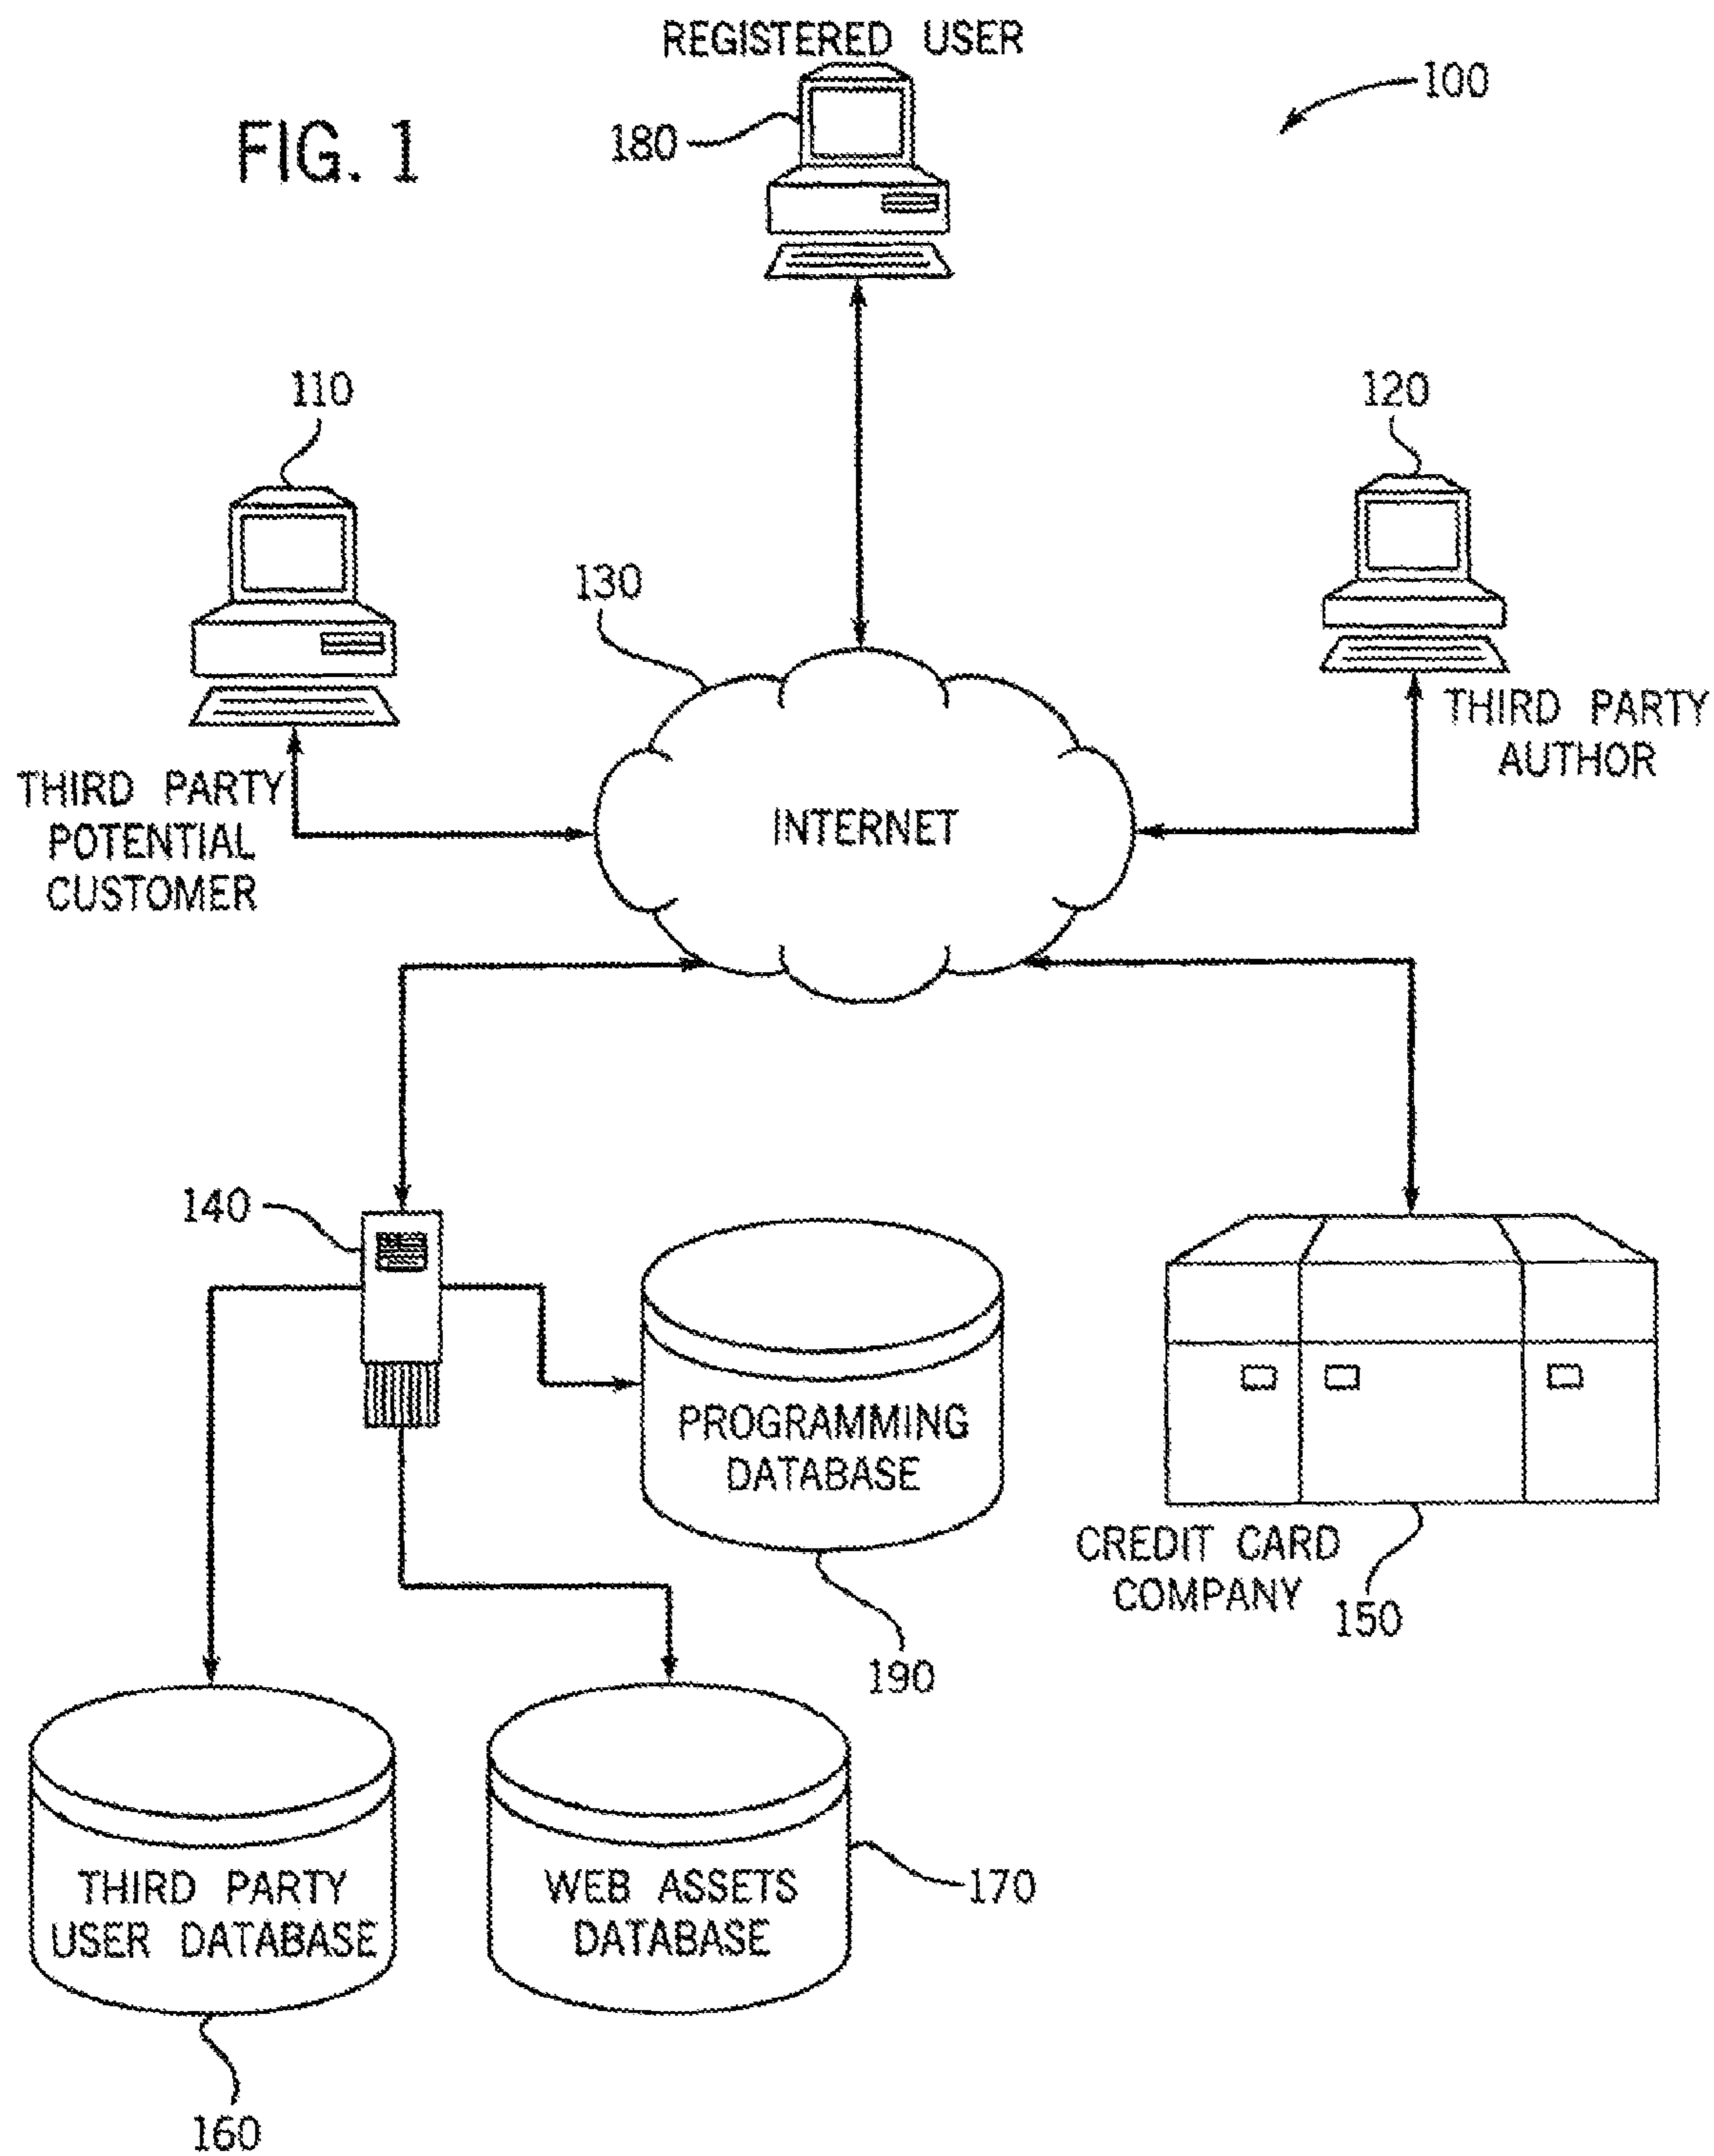 REGISTERED USER
100
FIG. 1
180
110
120
130
THIRD PARTY
AUTHOR
THIRD PARTY
POTENTIAL
CUSTOMER
INTERNET
140
PROGRAMMING
DATABASE
CREDIT CARD
COMPANY
150
190
THIRD PARTY
USER DATABASE
WEB ASSETS
DATABASE
170
160